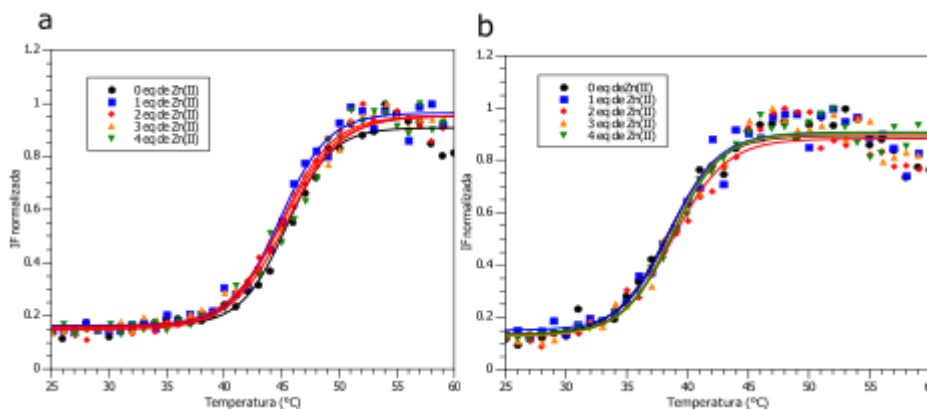 a
1.2
1
0.8
0.6
0.4
0.2
0
IF normalizada
0 eq de Zn(II)
1 eq de Zn(II)
2 eq de Zn(II)
3 eq de Zn(II)
4 eq de Zn(II)
25 30 35 40 45 50 55 60
Temperatura (°C)
b
1.2
1
0.8
0.6
0.4
0.2
0
IF normalizada
0 eq de Zn(II)
1 eq de Zn(II)
2 eq de Zn(II)
3 eq de Zn(II)
4 eq de Zn(II)
25 30 35 40 45 50 55 60
Temperatura (°C)